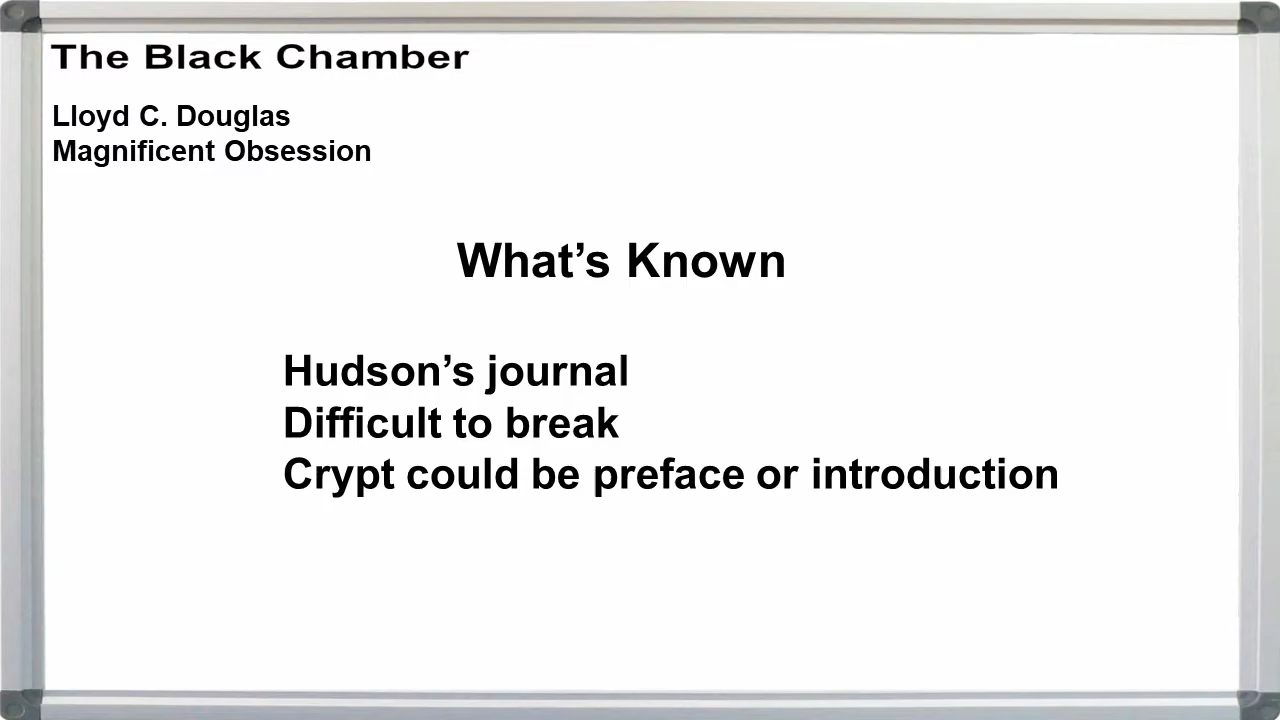 The Black Chamber
Lloyd C. Douglas
Magnificent Obsession
What’s Known
Hudson’s journal
Difficult to break
Crypt could be preface or introduction